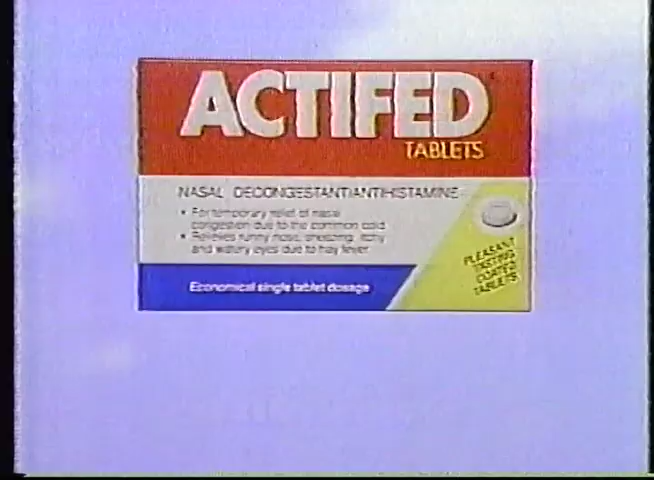 ACTIFED
TABLETS
NASAL DECONGESTANT/ANTIHISTAMINE
• For temporary relief of nasal
congestion due to the common cold.
• Relieves runny nose, sneezing, itchy
and watery eyes due to hay fever.
PLEASANT
TASTING
COATED
TABLETS
Economical single tablet dosage